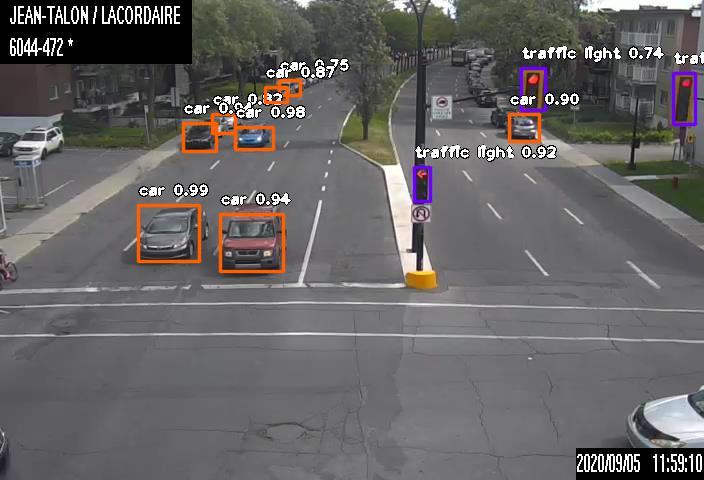 JEAN-TALON / LACORDAIRE
6044-472 *
traffic light 0.74
car 0.75
car 0.87
car 0.90
car 0.98
traffic light 0.92
car 0.99
car 0.94
2020/09/05 11:59:10